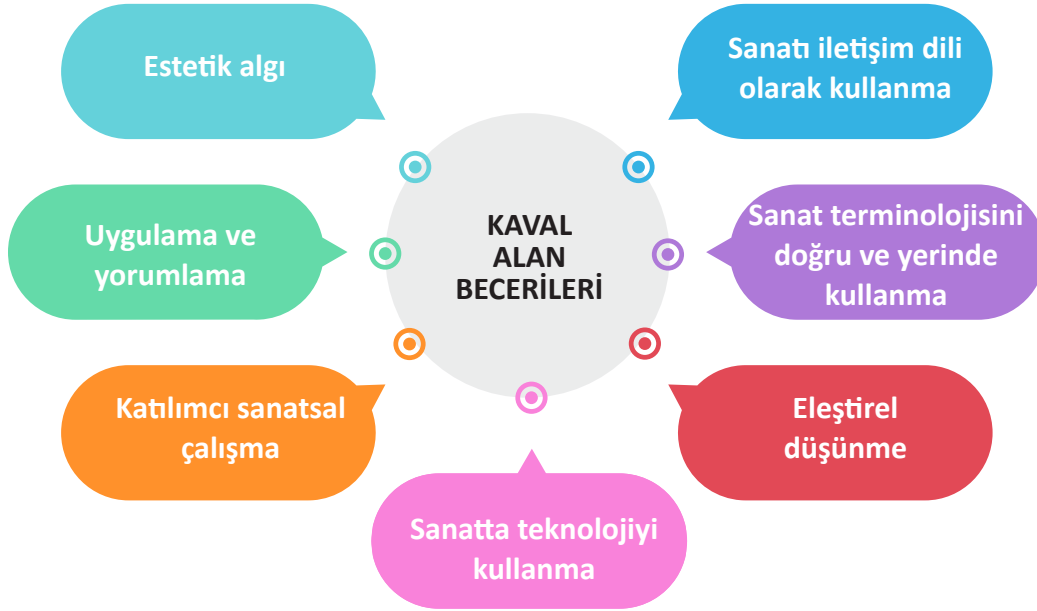 Estetik algı
Sanatı iletişim dili
olarak kullanma
Uygulama ve
yorumlama
KAVAL
ALAN
BECERİLERİ
Sanat terminolojisini
doğru ve yerinde
kullanma
Katılımcı sanatsal
çalışma
Eleştirel
düşünme
Sanatta teknolojiyi
kullanma